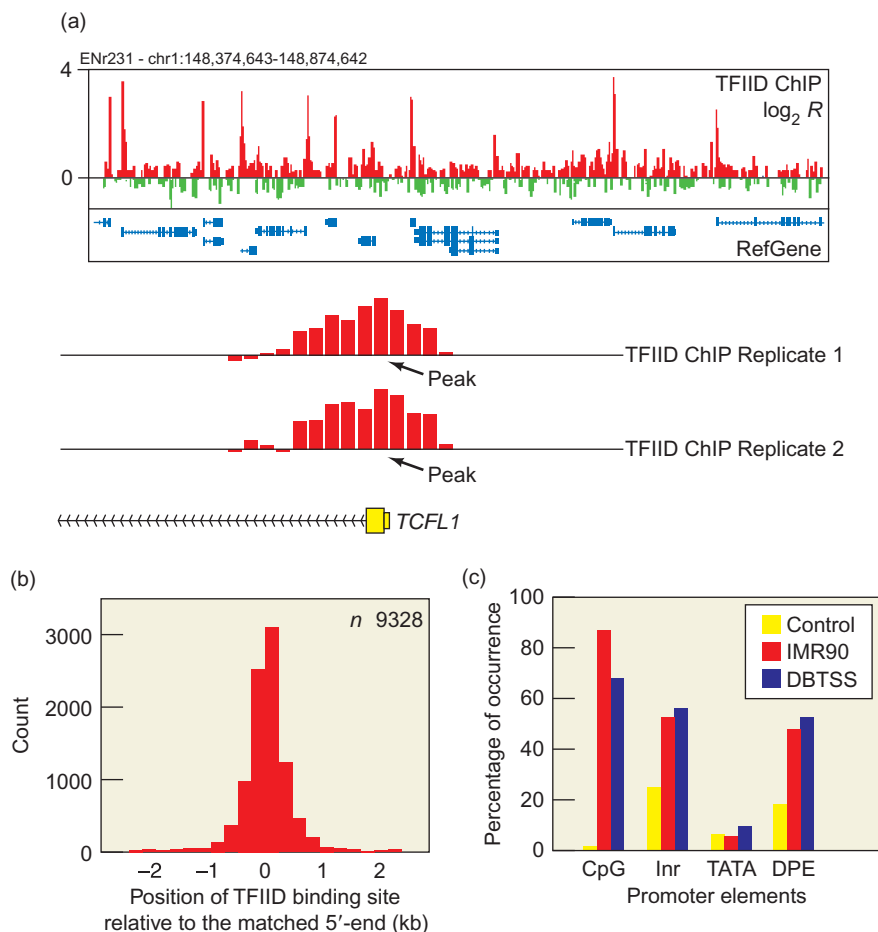 (a)
ENr231 - chr1:148,374,643-148,874,642
4
TFIID ChIP
log2 R
0
RefGene
TFIID ChIP Replicate 1
Peak
TFIID ChIP Replicate 2
Peak
TCFL1
(b)
Count
n 9328
3000
2000
1000
0
−2 −1 0 1 2
Position of TFIID binding site
relative to the matched 5′-end (kb)
(c)
Percentage of occurrence
100
80
60
40
20
0
Control
IMR90
DBTSS
CpG Inr TATA DPE
Promoter elements